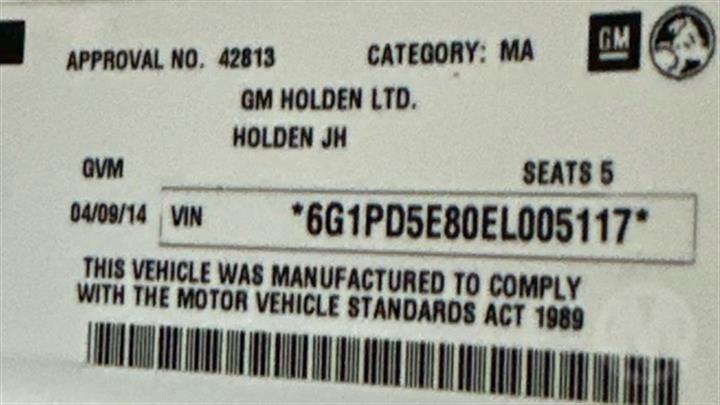 APPROVAL NO. 42813 CATEGORY: MA GM
GM HOLDEN LTD.
HOLDEN JH
GVM SEATS 5
04/09/14 VIN *6G1PD5E80EL005117*
THIS VEHICLE WAS MANUFACTURED TO COMPLY
WITH THE MOTOR VEHICLE STANDARDS ACT 1989